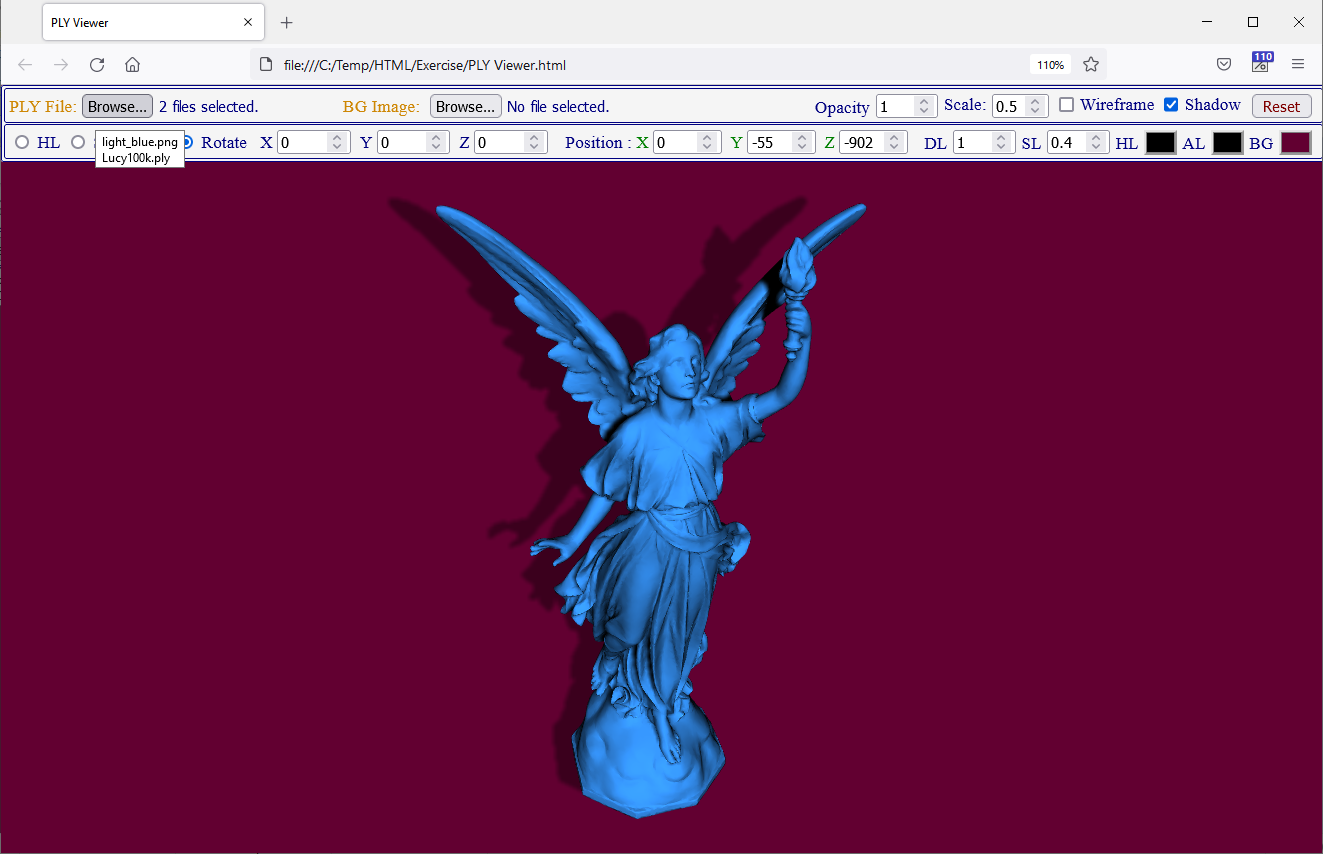 PLY Viewer
file:///C:/Temp/HTML/Exercise/PLY Viewer.html 110% 110
PLY File: Browse... 2 files selected. BG Image: Browse... No file selected. Opacity 1 Scale: 0.5 Wireframe Shadow Reset
HL Rotate X 0 Y 0 Z 0 Position : X 0 Y -55 Z -902 DL 1 SL 0.4 HL AL BG
light_blue.png
Lucy100k.ply